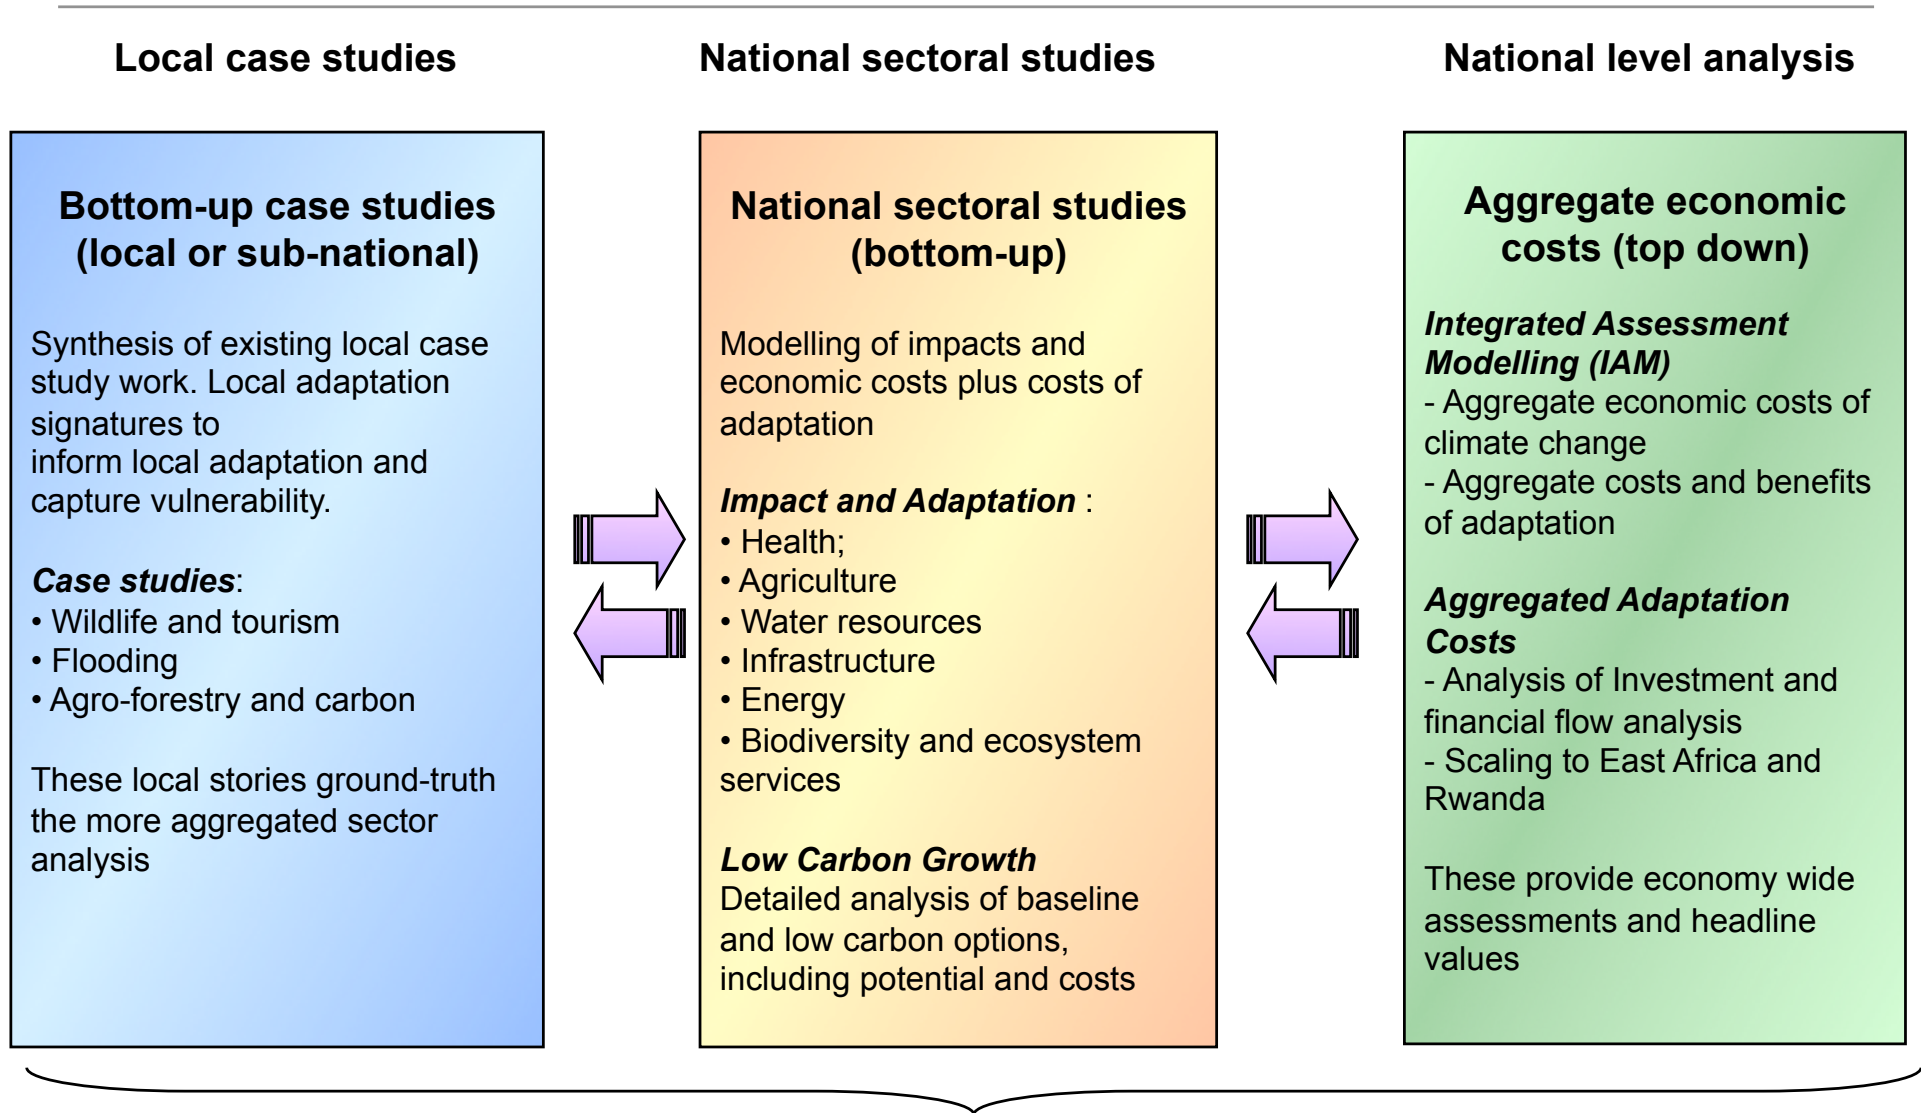 Local case studies
National sectoral studies
National level analysis
Bottom-up case studies
(local or sub-national)
Synthesis of existing local case
study work. Local adaptation
signatures to
inform local adaptation and
capture vulnerability.
Case studies:
• Wildlife and tourism
• Flooding
• Agro-forestry and carbon
These local stories ground-truth
the more aggregated sector
analysis
National sectoral studies
(bottom-up)
Modelling of impacts and
economic costs plus costs of
adaptation
Impact and Adaptation :
• Health;
• Agriculture
• Water resources
• Infrastructure
• Energy
• Biodiversity and ecosystem
services
Low Carbon Growth
Detailed analysis of baseline
and low carbon options,
including potential and costs
Aggregate economic
costs (top down)
Integrated Assessment
Modelling (IAM)
- Aggregate economic costs of
climate change
- Aggregate costs and benefits
of adaptation
Aggregated Adaptation
Costs
- Analysis of Investment and
financial flow analysis
- Scaling to East Africa and
Rwanda
These provide economy wide
assessments and headline
values